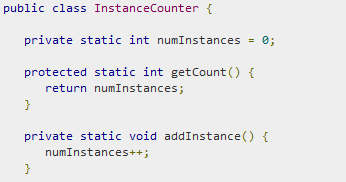 public class InstanceCounter {
private static int numInstances = 0;
protected static int getCount() {
return numInstances;
}
private static void addInstance() {
numInstances++;
}